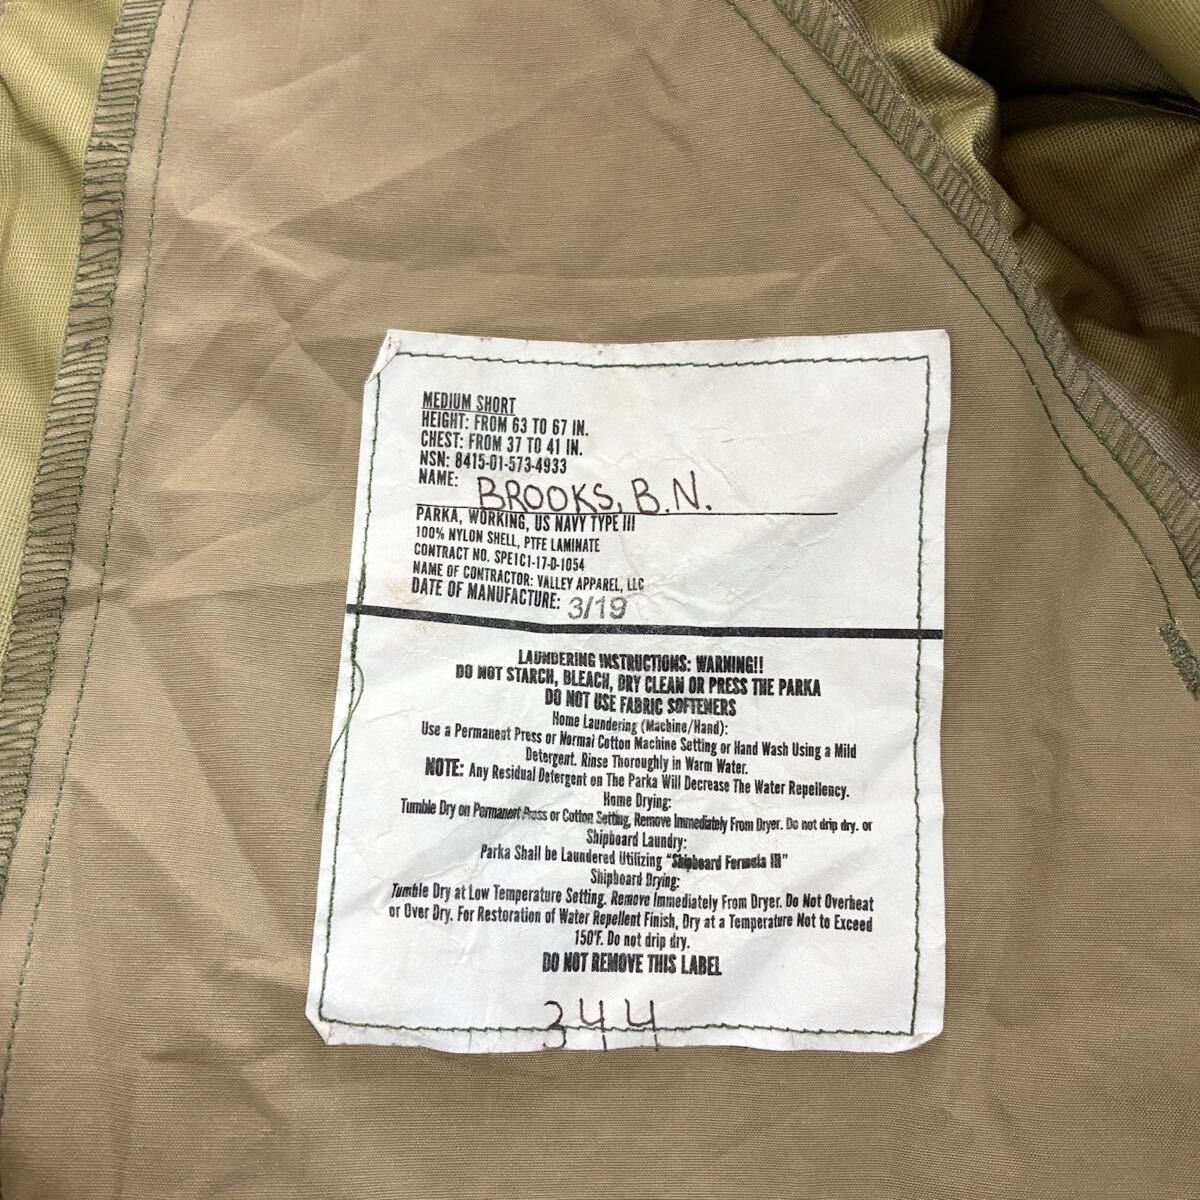 MEDIUM SHORT
HEIGHT: FROM 63 TO 67 IN.
CHEST: FROM 37 TO 41 IN.
NSN: 8415-01-573-4933
NAME: BROOKS, B.N.
PARKA, WORKING, US NAVY TYPE III
100% NYLON SHELL, PTFE LAMINATE
CONTRACT NO. SPE1C1-17-D-1054
NAME OF CONTRACTOR: VALLEY APPAREL, LLC
DATE OF MANUFACTURE: 3/19
LAUNDERING INSTRUCTIONS: WARNING!!
DO NOT STARCH, BLEACH, DRY CLEAN OR PRESS THE PARKA
DO NOT USE FABRIC SOFTENERS
Home Laundering (Machine/Hand):
Use a Permanent Press or Normal Cotton Machine Setting or Hand Wash Using a Mild
Detergent. Rinse Thoroughly in Warm Water.
NOTE: Any Residual Detergent on The Parka Will Decrease The Water Repellency.
Home Drying:
Tumble Dry on Permanent Press or Cotton Setting, Remove Immediately From Dryer. Do not drip dry. or
Shipboard Laundry:
Parka Shall be Laundered Utilizing "Shipboard Formula III"
Shipboard Drying:
Tumble Dry at Low Temperature Setting. Remove Immediately From Dryer. Do Not Overheat
or Over Dry. For Restoration of Water Repellent Finish, Dry at a Temperature Not to Exceed
150°F. Do not drip dry.
DO NOT REMOVE THIS LABEL
344